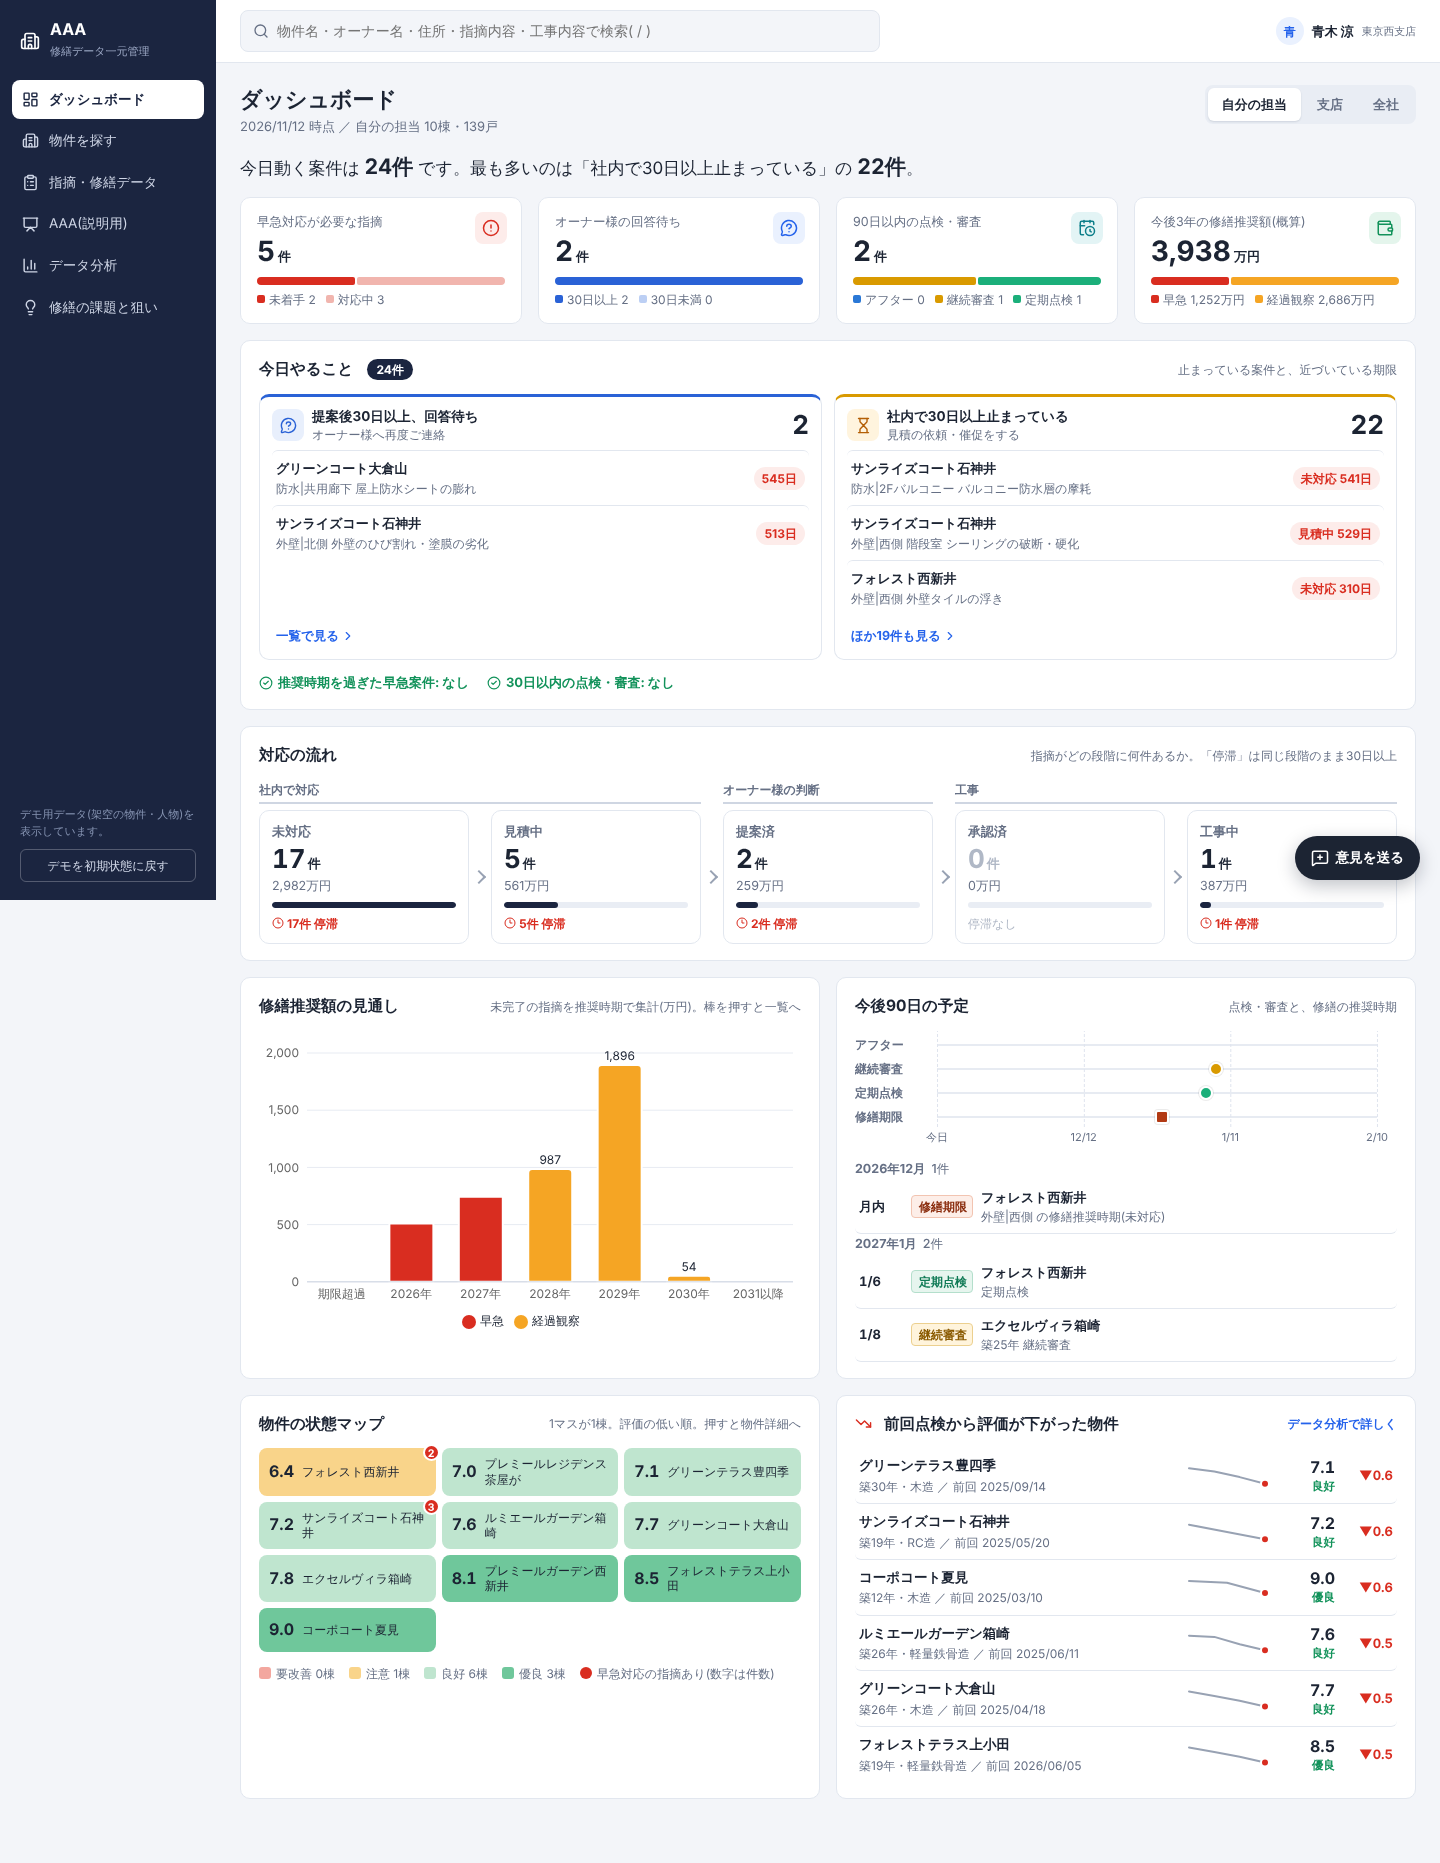 AAA
修繕データ一元管理
ダッシュボード
物件を探す
指摘・修繕データ
AAA(説明用)
データ分析
修繕の課題と狙い
デモ用データ(架空の物件・人物)を
表示しています。
デモを初期状態に戻す
物件名・オーナー名・住所・指摘内容・工事内容で検索( / )
青
青木 涼 東京西支店
ダッシュボード
2026/11/12 時点 ／ 自分の担当 10棟・139戸
自分の担当 支店 全社
今日動く案件は 24件 です。最も多いのは「社内で30日以上止まっている」の 22件。
早急対応が必要な指摘
5 件
未着手 2 対応中 3
オーナー様の回答待ち
2 件
30日以上 2 30日未満 0
90日以内の点検・審査
2 件
アフター 0 継続審査 1 定期点検 1
今後3年の修繕推奨額(概算)
3,938 万円
早急 1,252万円 経過観察 2,686万円
今日やること 24件
止まっている案件と、近づいている期限
提案後30日以上、回答待ち
オーナー様へ再度ご連絡
2
グリーンコート大倉山
防水|共用廊下 屋上防水シートの膨れ
545日
サンライズコート石神井
外壁|北側 外壁のひび割れ・塗膜の劣化
513日
一覧で見る
社内で30日以上止まっている
見積の依頼・催促をする
22
サンライズコート石神井
防水|2Fバルコニー バルコニー防水層の摩耗
未対応 541日
サンライズコート石神井
外壁|西側 階段室 シーリングの破断・硬化
見積中 529日
フォレスト西新井
外壁|西側 外壁タイルの浮き
未対応 310日
ほか19件も見る
推奨時期を過ぎた早急案件: なし 30日以内の点検・審査: なし
対応の流れ
指摘がどの段階に何件あるか。「停滞」は同じ段階のまま30日以上
社内で対応
オーナー様の判断
工事
未対応
17 件
2,982万円
17件 停滞
見積中
5 件
561万円
5件 停滞
提案済
2 件
259万円
2件 停滞
承認済
0 件
0万円
停滞なし
工事中
1 件
387万円
1件 停滞
意見を送る
修繕推奨額の見通し
未完了の指摘を推奨時期で集計(万円)。棒を押すと一覧へ
2,000
1,500
1,000
500
0
987
1,896
54
期限超過 2026年 2027年 2028年 2029年 2030年 2031以降
早急 経過観察
今後90日の予定
点検・審査と、修繕の推奨時期
アフター
継続審査
定期点検
修繕期限
今日 12/12 1/11 2/10
2026年12月 1件
月内
修繕期限
フォレスト西新井
外壁|西側 の修繕推奨時期(未対応)
2027年1月 2件
1/6
定期点検
フォレスト西新井
定期点検
1/8
継続審査
エクセルヴィラ箱崎
築25年 継続審査
物件の状態マップ
1マスが1棟。評価の低い順。押すと物件詳細へ
6.4 フォレスト西新井
2
7.0 プレミールレジデンス
茶屋が
7.1 グリーンテラス豊四季
7.2 サンライズコート石神
井
3
7.6 ルミエールガーデン箱
崎
7.7 グリーンコート大倉山
7.8 エクセルヴィラ箱崎
8.1 プレミールガーデン西
新井
8.5 フォレストテラス上小
田
9.0 コーポコート夏見
要改善 0棟 注意 1棟 良好 6棟 優良 3棟 早急対応の指摘あり(数字は件数)
前回点検から評価が下がった物件
データ分析で詳しく
グリーンテラス豊四季
築30年・木造 ／ 前回 2025/09/14
7.1
良好
▼0.6
サンライズコート石神井
築19年・RC造 ／ 前回 2025/05/20
7.2
良好
▼0.6
コーポコート夏見
築12年・木造 ／ 前回 2025/03/10
9.0
優良
▼0.6
ルミエールガーデン箱崎
築26年・軽量鉄骨造 ／ 前回 2025/06/11
7.6
良好
▼0.5
グリーンコート大倉山
築26年・木造 ／ 前回 2025/04/18
7.7
良好
▼0.5
フォレストテラス上小田
築19年・軽量鉄骨造 ／ 前回 2026/06/05
8.5
優良
▼0.5